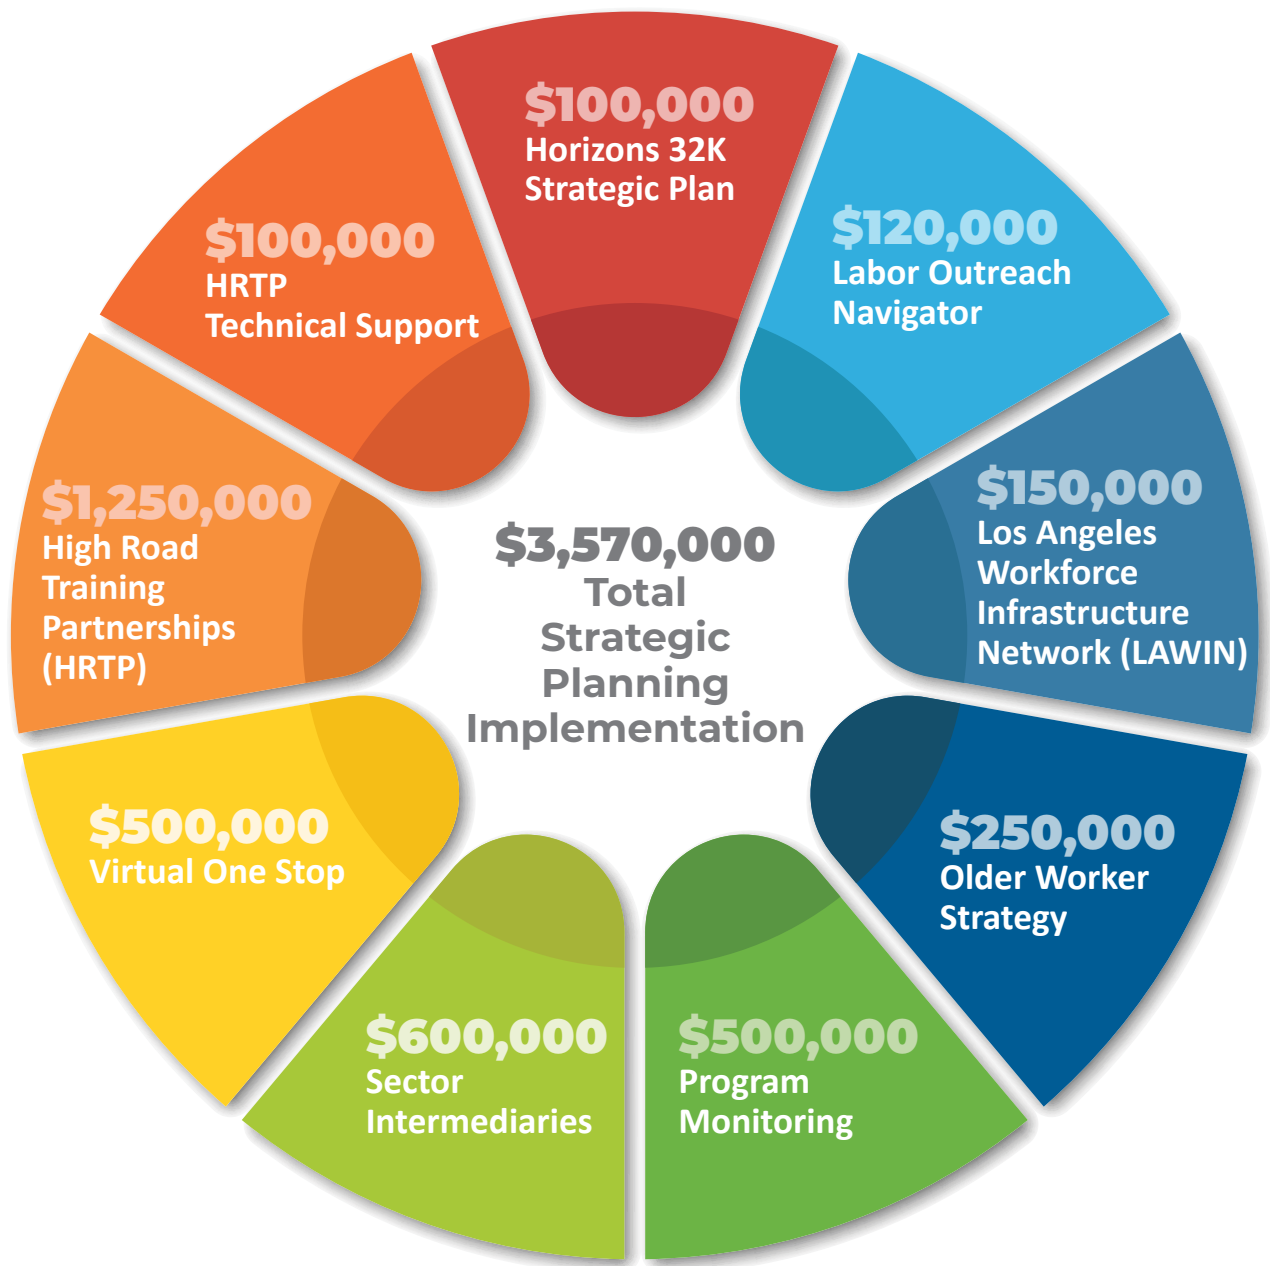 $100,000
Horizons 32K
Strategic Plan
$120,000
Labor Outreach
Navigator
$150,000
Los Angeles
Workforce
Infrastructure
Network (LAWIN)
$250,000
Older Worker
Strategy
$500,000
Program
Monitoring
$600,000
Sector
Intermediaries
$500,000
Virtual One Stop
$1,250,000
High Road
Training
Partnerships
(HRTP)
$100,000
HRTP
Technical Support
$3,570,000
Total
Strategic
Planning
Implementation